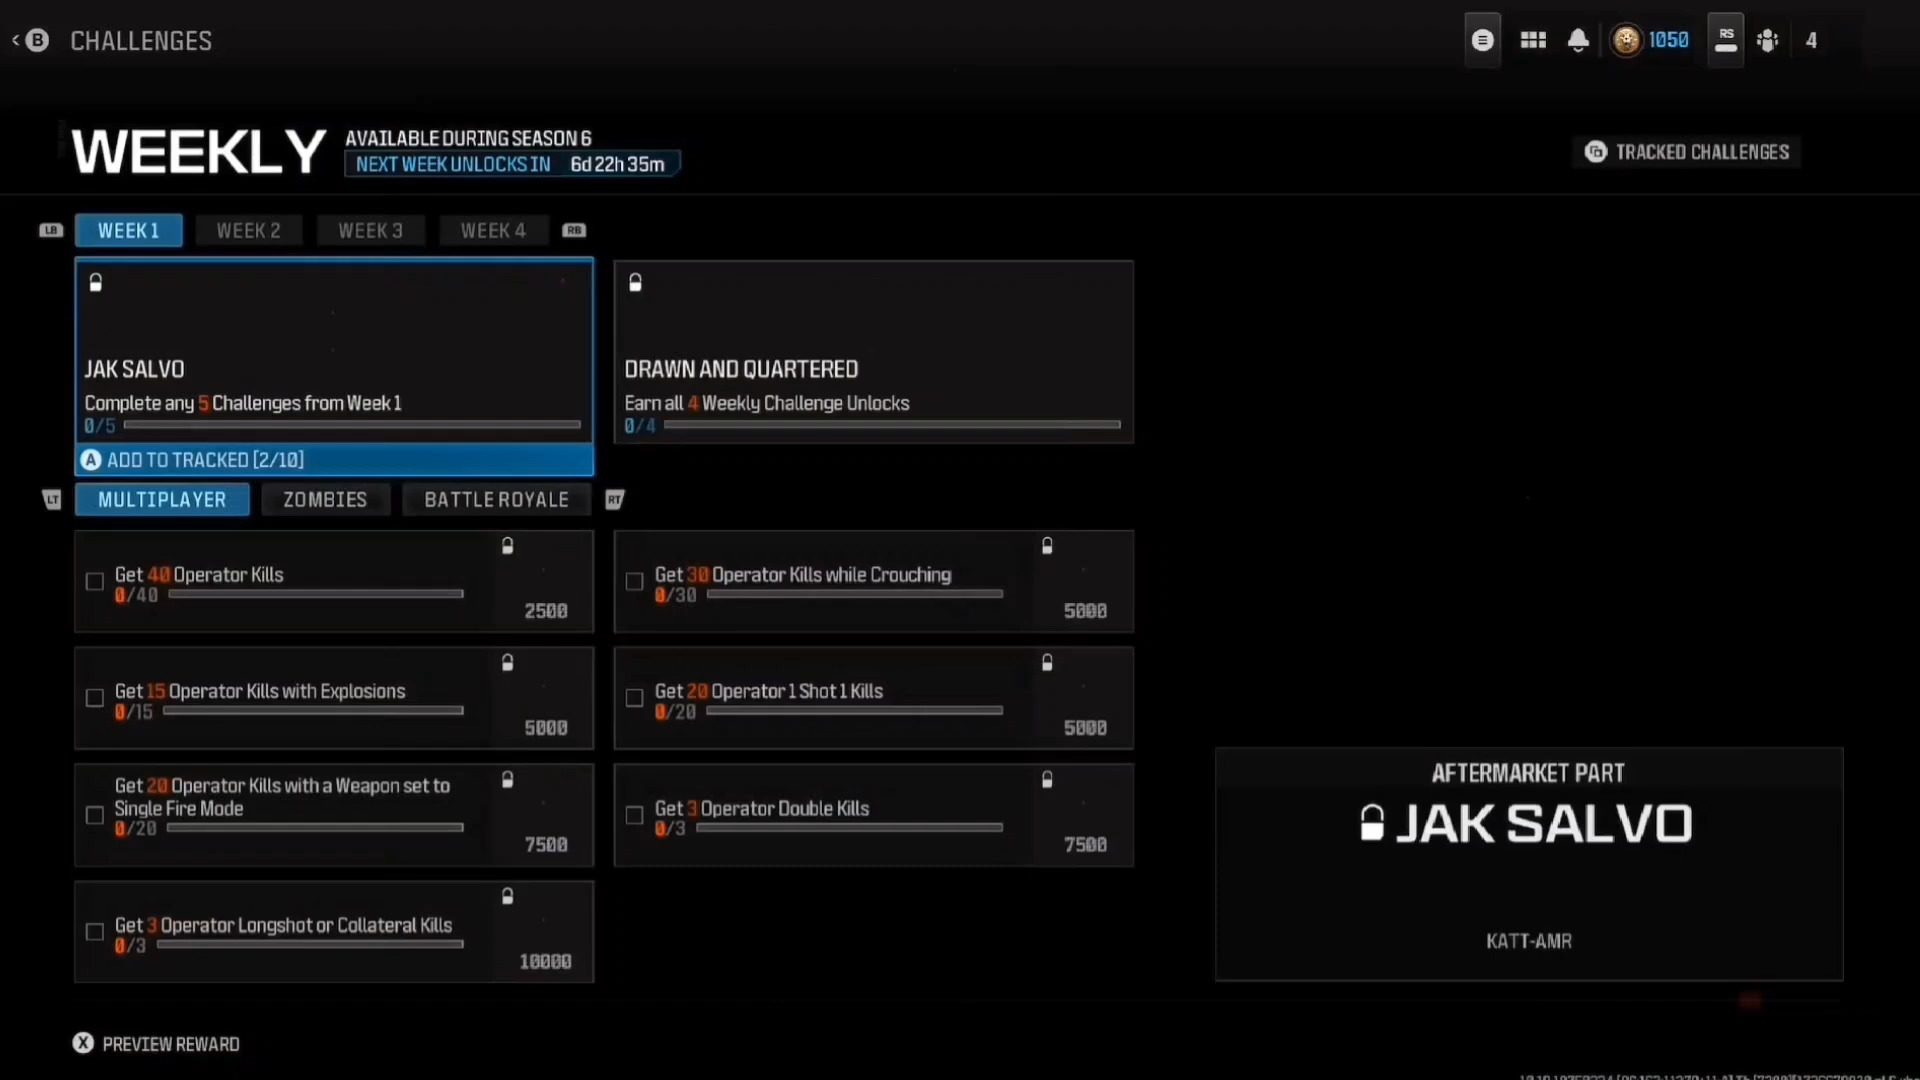 B CHALLENGES
1050
RS
4
WEEKLY
AVAILABLE DURING SEASON 6
NEXT WEEK UNLOCKS IN 6d 22h 35m
TRACKED CHALLENGES
LB WEEK 1 WEEK 2 WEEK 3 WEEK 4 RB
JAK SALVO
Complete any 5 Challenges from Week 1
0/5
A ADD TO TRACKED [2/10]
DRAWN AND QUARTERED
Earn all 4 Weekly Challenge Unlocks
0/4
LT MULTIPLAYER ZOMBIES BATTLE ROYALE RT
Get 40 Operator Kills
0/40
2500
Get 30 Operator Kills while Crouching
0/30
5000
Get 15 Operator Kills with Explosions
0/15
5000
Get 20 Operator 1 Shot 1 Kills
0/20
5000
Get 20 Operator Kills with a Weapon set to
Single Fire Mode
0/20
7500
Get 3 Operator Double Kills
0/3
7500
Get 3 Operator Longshot or Collateral Kills
0/3
10000
AFTERMARKET PART
JAK SALVO
KATT-AMR
X PREVIEW REWARD